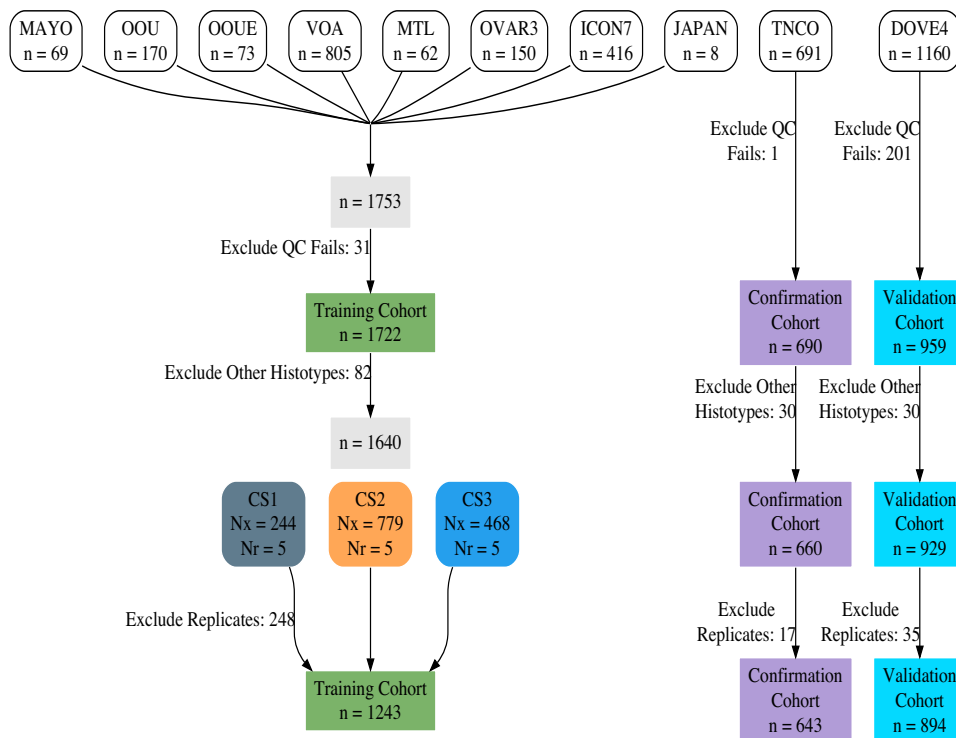 MAYO
n = 69
OOU
n = 170
OOUE
n = 73
VOA
n = 805
MTL
n = 62
OVAR3
n = 150
ICON7
n = 416
JAPAN
n = 8
TNCO
n = 691
DOVE4
n = 1160
Exclude QC
Fails: 1
Exclude QC
Fails: 201
n = 1753
Exclude QC Fails: 31
Training Cohort
n = 1722
Confirmation
Cohort
n = 690
Validation
Cohort
n = 959
Exclude Other Histotypes: 82
Exclude Other
Histotypes: 30
Exclude Other
Histotypes: 30
n = 1640
CS1
Nx = 244
Nr = 5
CS2
Nx = 779
Nr = 5
CS3
Nx = 468
Nr = 5
Confirmation
Cohort
n = 660
Validation
Cohort
n = 929
Exclude Replicates: 248
Exclude
Replicates: 17
Exclude
Replicates: 35
Training Cohort
n = 1243
Confirmation
Cohort
n = 643
Validation
Cohort
n = 894